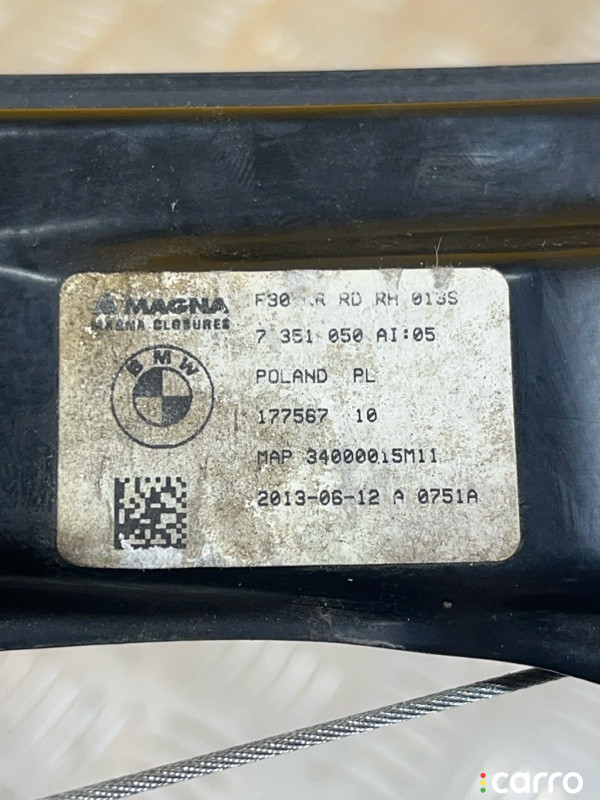 MAGNA
MAGNA CLOSURES
BMW
F30 RD RH 013S
7 351 050 AI:05
POLAND PL
177567 10
MAP 34000015M11
2013-06-12 A 0751A
carro